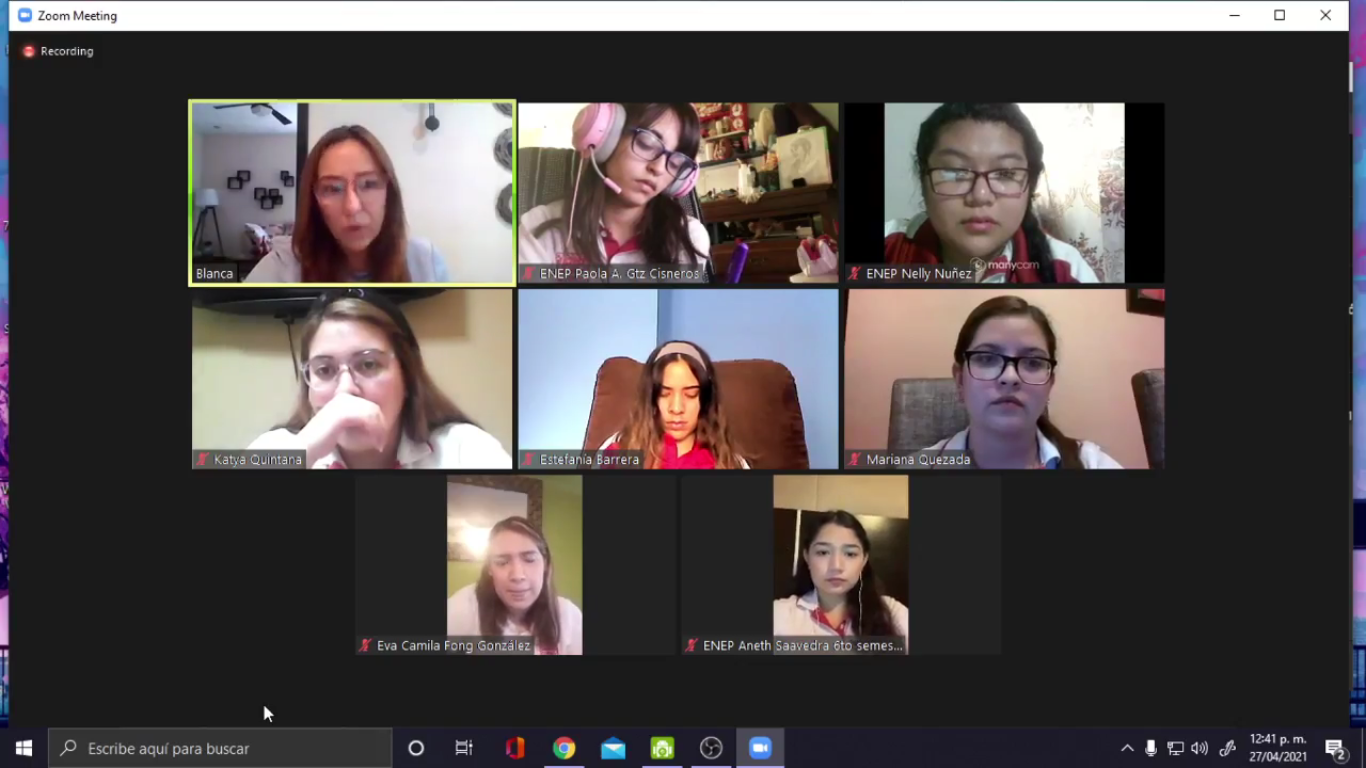 Zoom Meeting
Recording
Blanca
ENEP Paola A. Gtz Cisneros
manycam
ENEP Nelly Nuñez
Katya Quintana
Estefanía Barrera
Mariana Quezada
Eva Camila Fong González
ENEP Aneth Saavedra 6to semes...
Escribe aquí para buscar
12:41 p. m.
27/04/2021
2